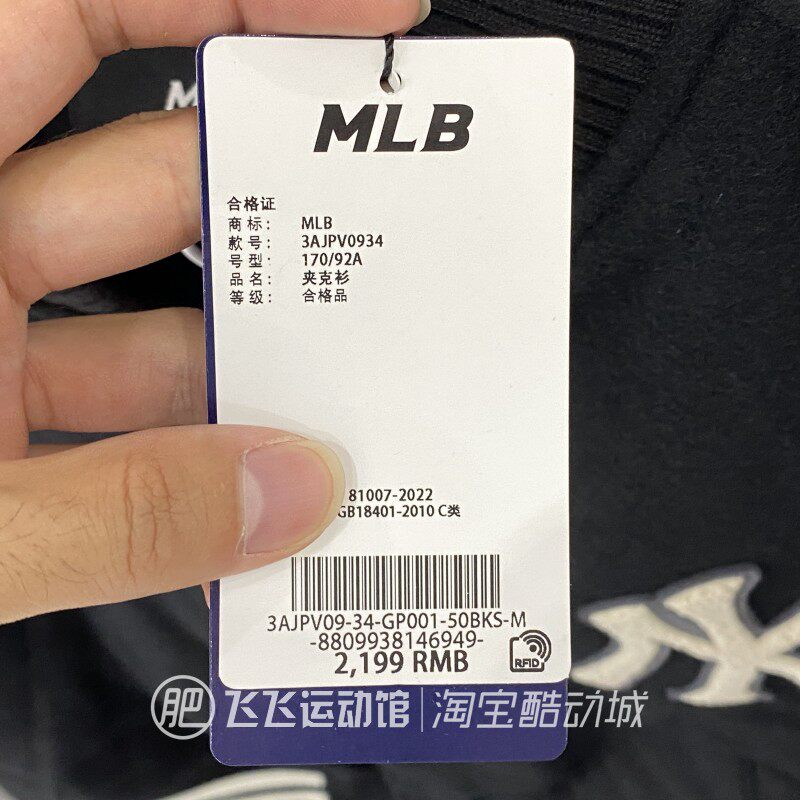 MLB
合格证
商 标： MLB
款 号： 3AJPV0934
号 型： 170/92A
品 名： 夹克衫
等 级： 合格品
81007-2022
GB18401-2010 C类
3AJPV09-34-GP001-50BKS-M
-8809938146949-
2,199 RMB
RFID
肥 飞飞运动馆 淘宝酷动城